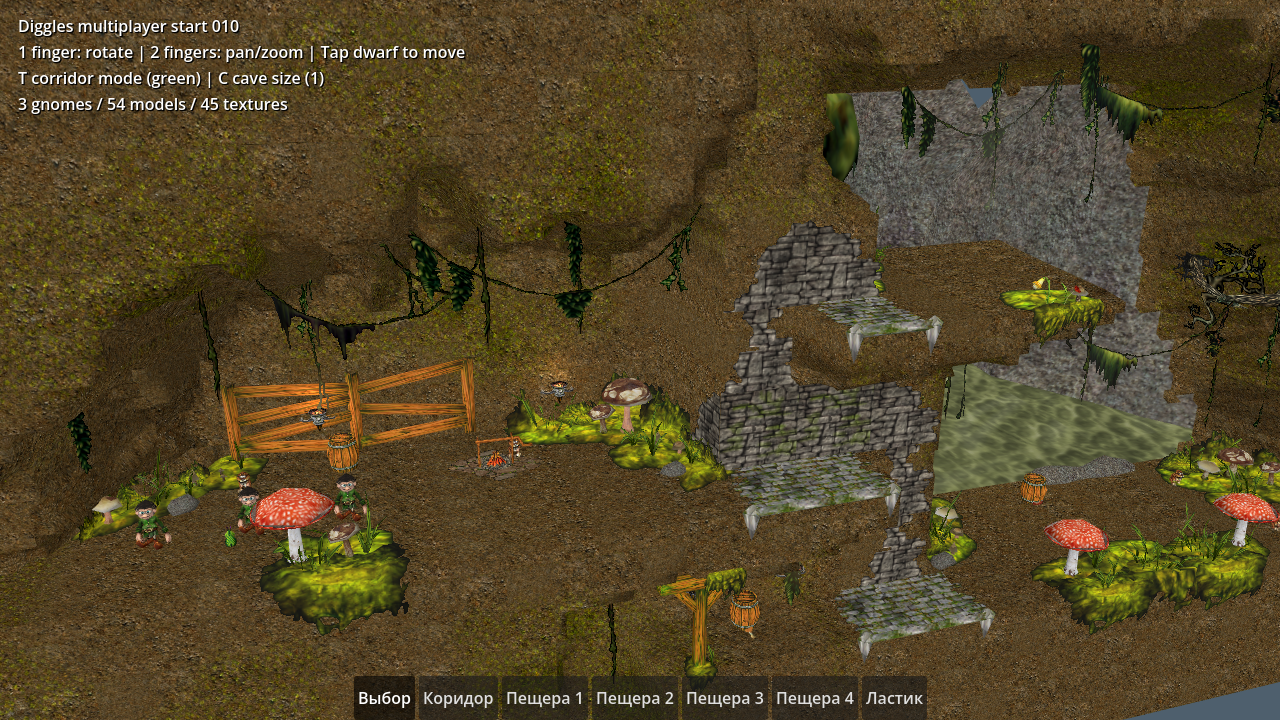 Diggles multiplayer start 010
1 finger: rotate | 2 fingers: pan/zoom | Tap dwarf to move
T corridor mode (green) | C cave size (1)
3 gnomes / 54 models / 45 textures
Выбор Коридор Пещера 1 Пещера 2 Пещера 3 Пещера 4 Ластик